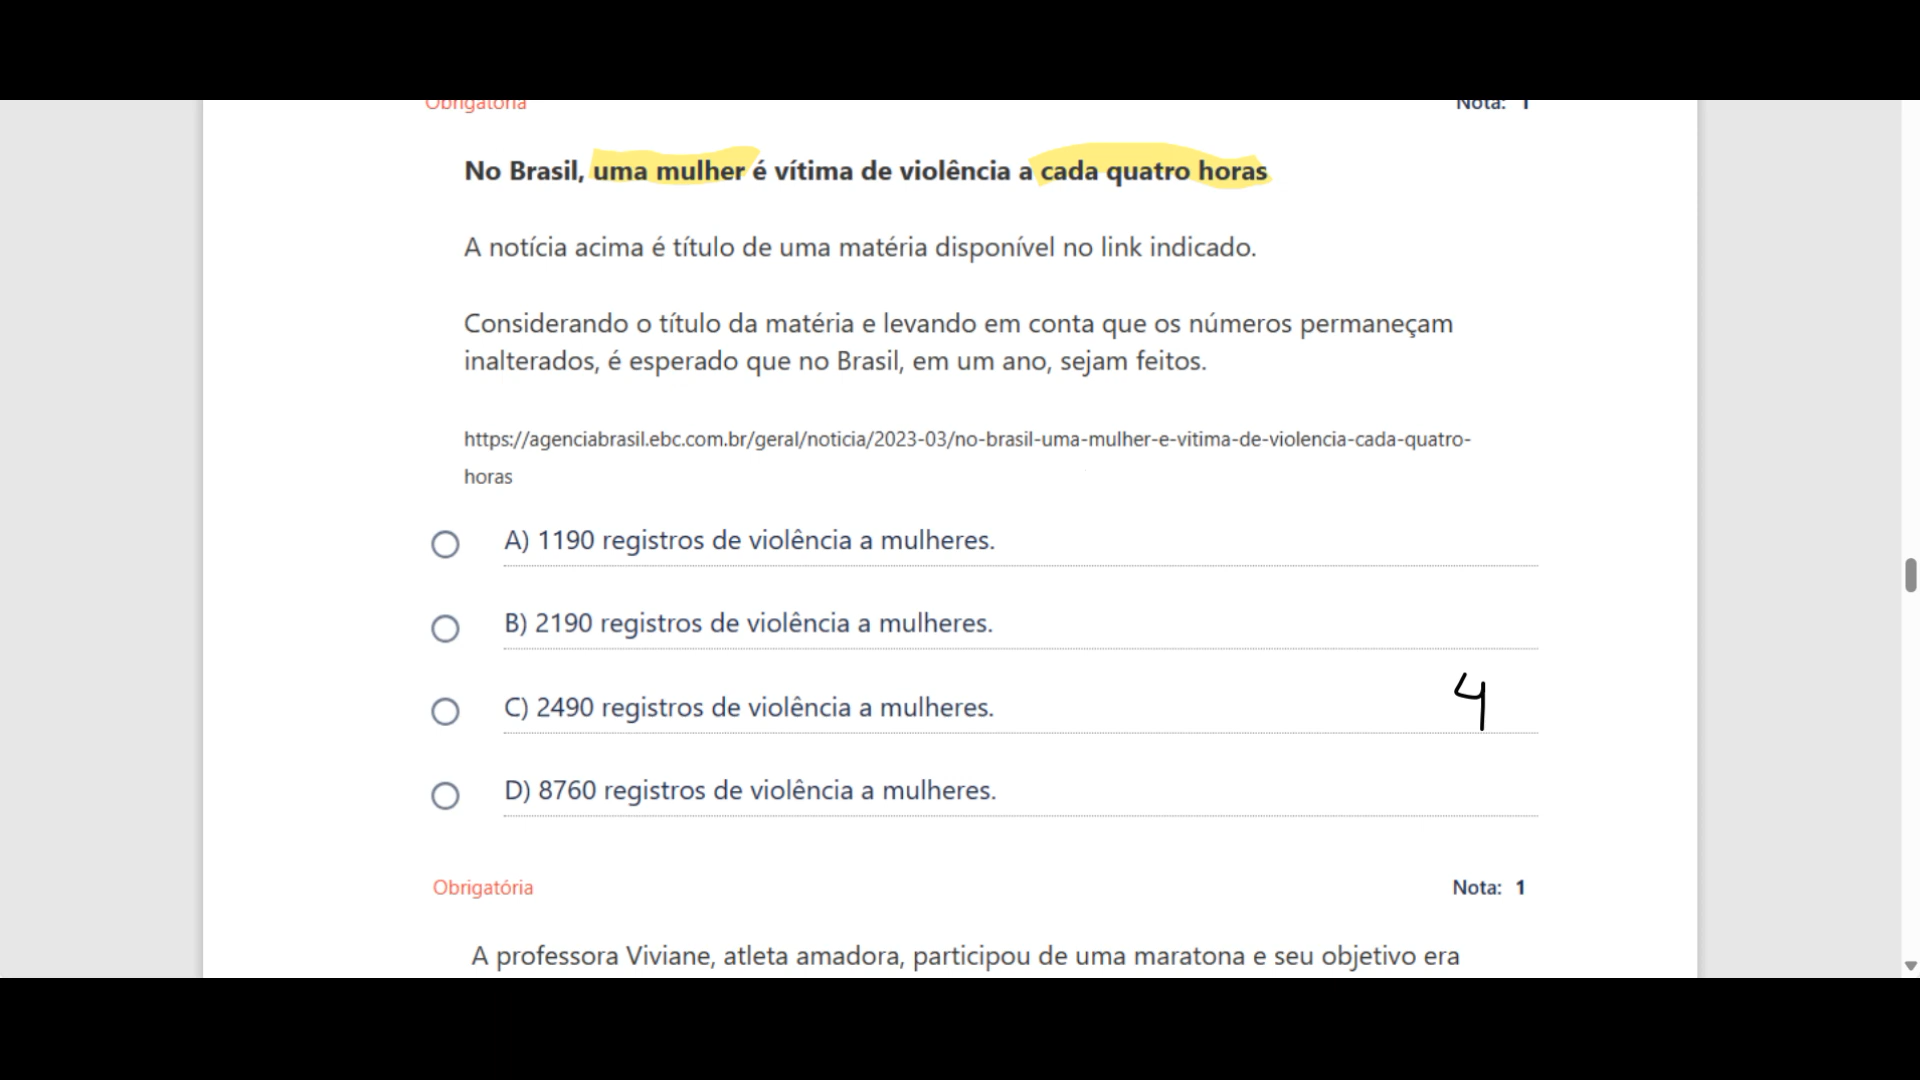 Obrigatória Nota: 1
No Brasil, uma mulher é vítima de violência a cada quatro horas
A notícia acima é título de uma matéria disponível no link indicado.
Considerando o título da matéria e levando em conta que os números permaneçam
inalterados, é esperado que no Brasil, em um ano, sejam feitos.
https://agenciabrasil.ebc.com.br/geral/noticia/2023-03/no-brasil-uma-mulher-e-vitima-de-violencia-cada-quatro-
horas
A) 1190 registros de violência a mulheres.
B) 2190 registros de violência a mulheres.
C) 2490 registros de violência a mulheres.
4
D) 8760 registros de violência a mulheres.
Obrigatória Nota: 1
A professora Viviane, atleta amadora, participou de uma maratona e seu objetivo era